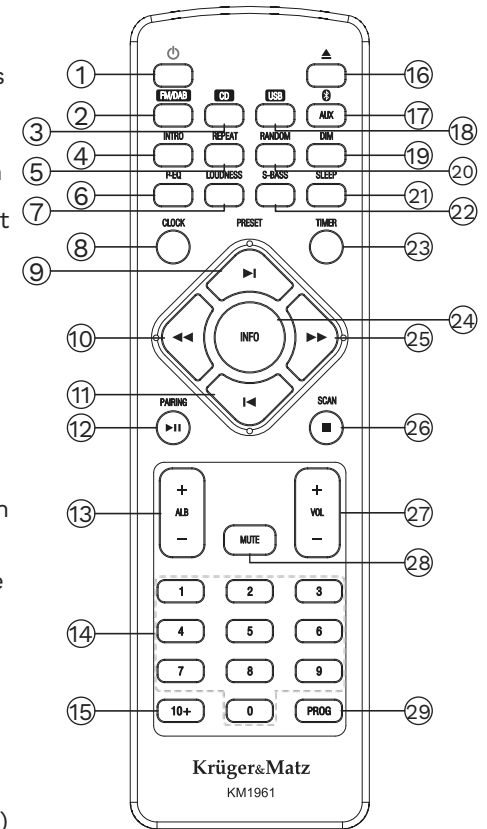 s
1
16
FM/DAB CD USB
2 AUX 17
3 18
INTRO REPEAT RANDOM DIM
4 19
5 20
n
P-EQ LOUDNESS S-BASS SLEEP
6 21
t
7 22
CLOCK PRESET TIMER
8 23
9
10 INFO 24
25
11
PAIRING SCAN
12 26
+ +
n
13 ALB VOL 27
– –
MUTE
28
e
1 2 3
14 4 5 6
7 8 9
15 10+ 0 PROG 29
Krüger&Matz
KM1961
)